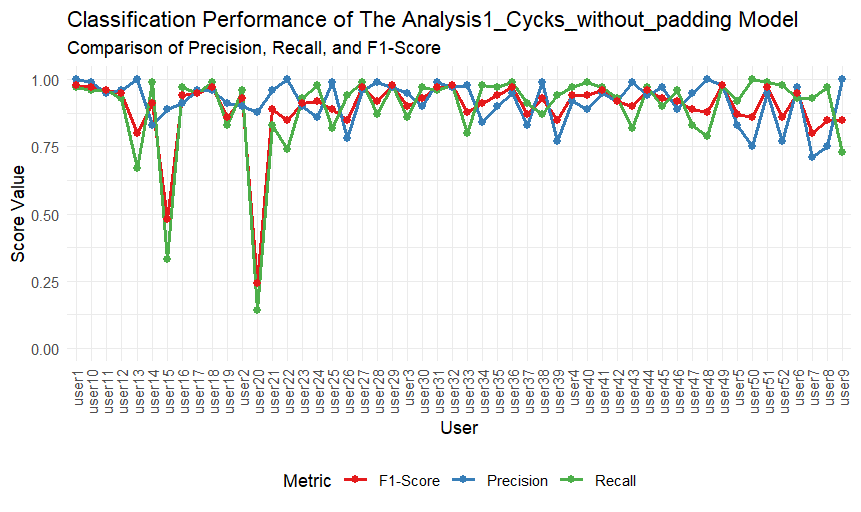 Classification Performance of The Analysis1_Cycks_without_padding Model
Comparison of Precision, Recall, and F1-Score
1.00
0.75
0.50
0.25
0.00
Score Value
user1
user10
user11
user12
user13
user14
user15
user16
user17
user18
user19
user2
user20
user21
user22
user23
user24
user25
user26
user27
user28
user29
user3
user30
user31
user32
user33
user34
user35
user36
user37
user38
user39
user4
user40
user41
user42
user43
user44
user45
user46
user47
user48
user49
user5
user50
user51
user52
user6
user7
user8
user9
User
Metric F1-Score Precision Recall